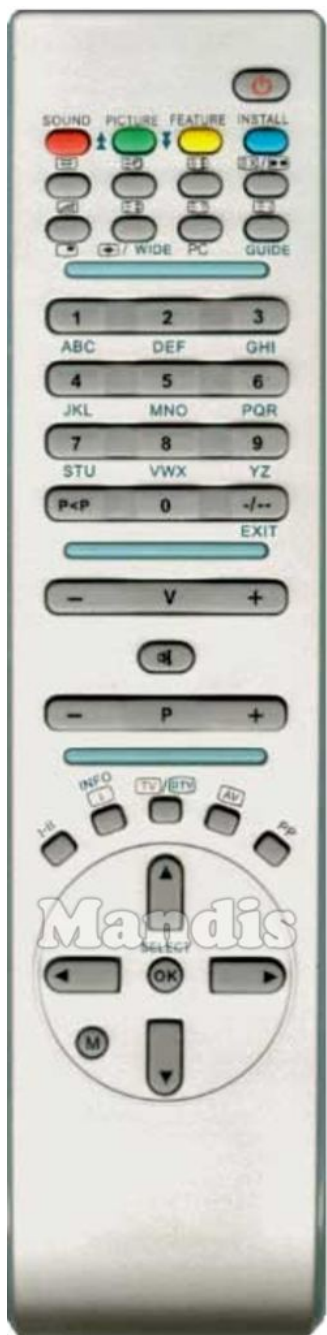 SOUND PICTURE FEATURE INSTALL
/ WIDE PC GUIDE
1 2 3
ABC DEF GHI
4 5 6
JKL MNO PQR
7 8 9
STU VWX YZ
P<P 0 -/--
EXIT
- V +
- P +
INFO TV/DTV AV
i
I-II PP
Mandis
SELECT
OK
M